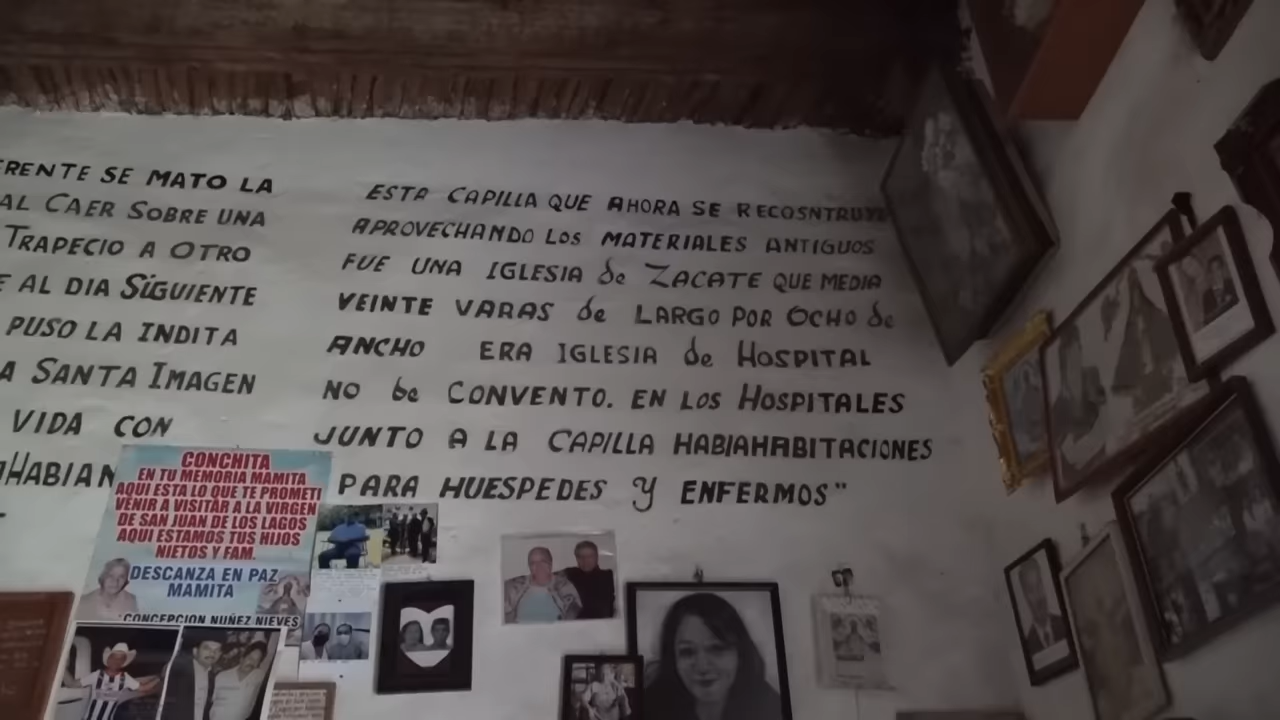 SE MATO LA
AL CAER SOBRE UNA
TRAPECIO A OTRO
AL DIA SIGUIENTE
PUSO LA INDITA
SANTA IMAGEN
VIDA CON
HABIAN
ESTA CAPILLA QUE AHORA SE RECOSNTRUYE
APROVECHANDO LOS MATERIALES ANTIGUOS
FUE UNA IGLESIA de ZACATE QUE MEDIA
VEINTE VARAS de LARGO POR OCHO de
ANCHO ERA IGLESIA de HOSPITAL
NO be CONVENTO. EN LOS HOSPITALES
JUNTO A LA CAPILLA HABIAHABITACIONES
PARA HUESPEDES Y ENFERMOS"
CONCHITA
EN TU MEMORIA MAMITA
AQUI ESTA LO QUE TE PROMETI
VENIR A VISITAR A LA VIRGEN
DE SAN JUAN DE LOS LAGOS
AQUI ESTAMOS TUS HIJOS
NIETOS Y FAM.
DESCANZA EN PAZ
MAMITA
CONCEPCION NUÑEZ NIEVES